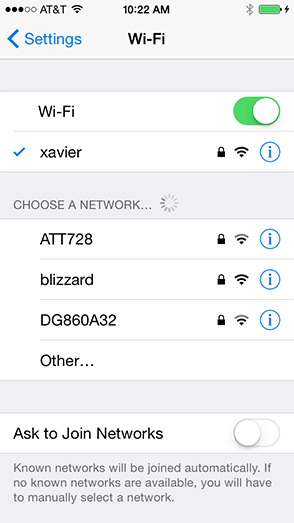 AT&T 10:22 AM
Settings Wi-Fi
Wi-Fi
xavier
CHOOSE A NETWORK...
ATT728
blizzard
DG860A32
Other...
Ask to Join Networks
Known networks will be joined automatically. If
no known networks are available, you will have
to manually select a network.